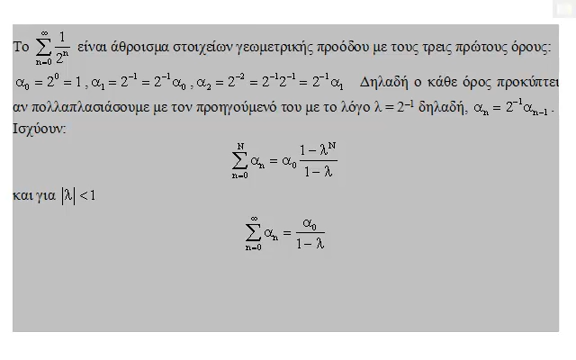 Το $\sum_{n=0}^{\infty} \frac{1}{2^n}$ είναι άθροισμα στοιχείων γεωμετρικής προόδου με τους τρεις πρώτους όρους:
$\alpha_0 = 2^0 = 1$ , $\alpha_1 = 2^{-1} = 2^{-1}\alpha_0$ , $\alpha_2 = 2^{-2} = 2^{-1}2^{-1} = 2^{-1}\alpha_1$ Δηλαδή ο κάθε όρος προκύπτει
αν πολλαπλασιάσουμε με τον προηγούμενό του με το λόγο $\lambda = 2^{-1}$ δηλαδή, $\alpha_n = 2^{-1}\alpha_{n-1}$ .
Ισχύουν:
$\sum_{n=0}^{N} \alpha_n = \alpha_0 \frac{1-\lambda^N}{1-\lambda}$
και για $|\lambda| < 1$
$\sum_{n=0}^{\infty} \alpha_n = \frac{\alpha_0}{1-\lambda}$